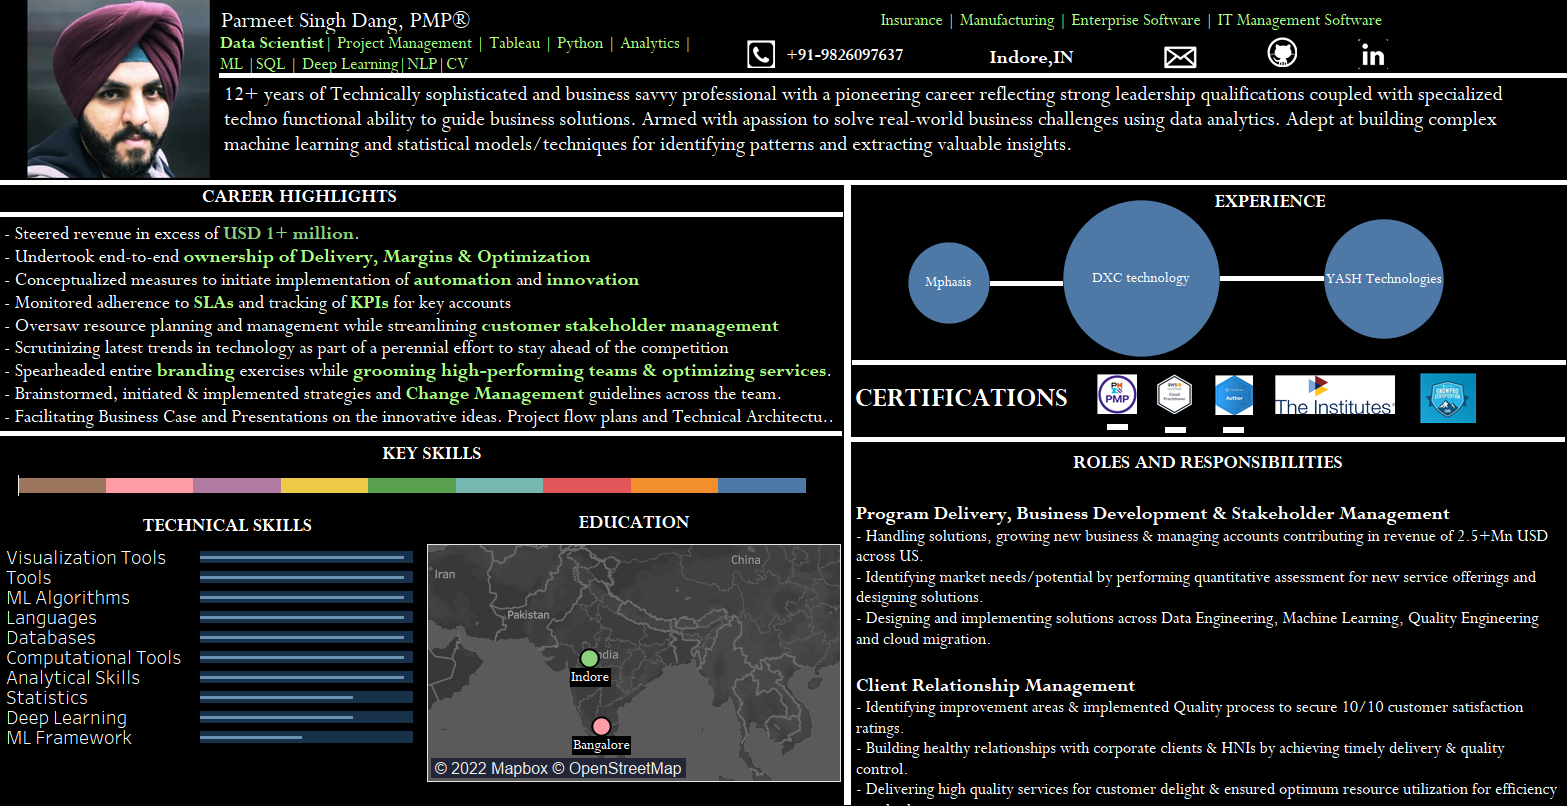 Parmeet Singh Dang, PMP®
Data Scientist| Project Management | Tableau | Python | Analytics |
ML | SQL | Deep Learning|NLP|CV
Insurance | Manufacturing | Enterprise Software | IT Management Software
+91-9826097637
Indore,IN
in
12+ years of Technically sophisticated and business savvy professional with a pioneering career reflecting strong leadership qualifications coupled with specialized
techno functional ability to guide business solutions. Armed with apassion to solve real-world business challenges using data analytics. Adept at building complex
machine learning and statistical models/techniques for identifying patterns and extracting valuable insights.
CAREER HIGHLIGHTS
- Steered revenue in excess of USD 1+ million.
- Undertook end-to-end ownership of Delivery, Margins & Optimization
- Conceptualized measures to initiate implementation of automation and innovation
- Monitored adherence to SLAs and tracking of KPIs for key accounts
- Oversaw resource planning and management while streamlining customer stakeholder management
- Scrutinizing latest trends in technology as part of a perennial effort to stay ahead of the competition
- Spearheaded entire branding exercises while grooming high-performing teams & optimizing services.
- Brainstormed, initiated & implemented strategies and Change Management guidelines across the team.
- Facilitating Business Case and Presentations on the innovative ideas. Project flow plans and Technical Architectu..
KEY SKILLS
TECHNICAL SKILLS
Visualization Tools
Tools
ML Algorithms
Languages
Databases
Computational Tools
Analytical Skills
Statistics
Deep Learning
ML Framework
EDUCATION
China
Iran
Pakistan
India
Indore
Bangalore
© 2022 Mapbox © OpenStreetMap
EXPERIENCE
Mphasis
DXC technology
YASH Technologies
CERTIFICATIONS
PMP
aws
Cloud
Practitioner
Author
The Institutes
SNOWPRO
CERTIFICATION
ROLES AND RESPONSIBILITIES
Program Delivery, Business Development & Stakeholder Management
- Handling solutions, growing new business & managing accounts contributing in revenue of 2.5+Mn USD
across US.
- Identifying market needs/potential by performing quantitative assessment for new service offerings and
designing solutions.
- Designing and implementing solutions across Data Engineering, Machine Learning, Quality Engineering
and cloud migration.
Client Relationship Management
- Identifying improvement areas & implemented Quality process to secure 10/10 customer satisfaction
ratings.
- Building healthy relationships with corporate clients & HNIs by achieving timely delivery & quality
control.
- Delivering high quality services for customer delight & ensured optimum resource utilization for efficiency